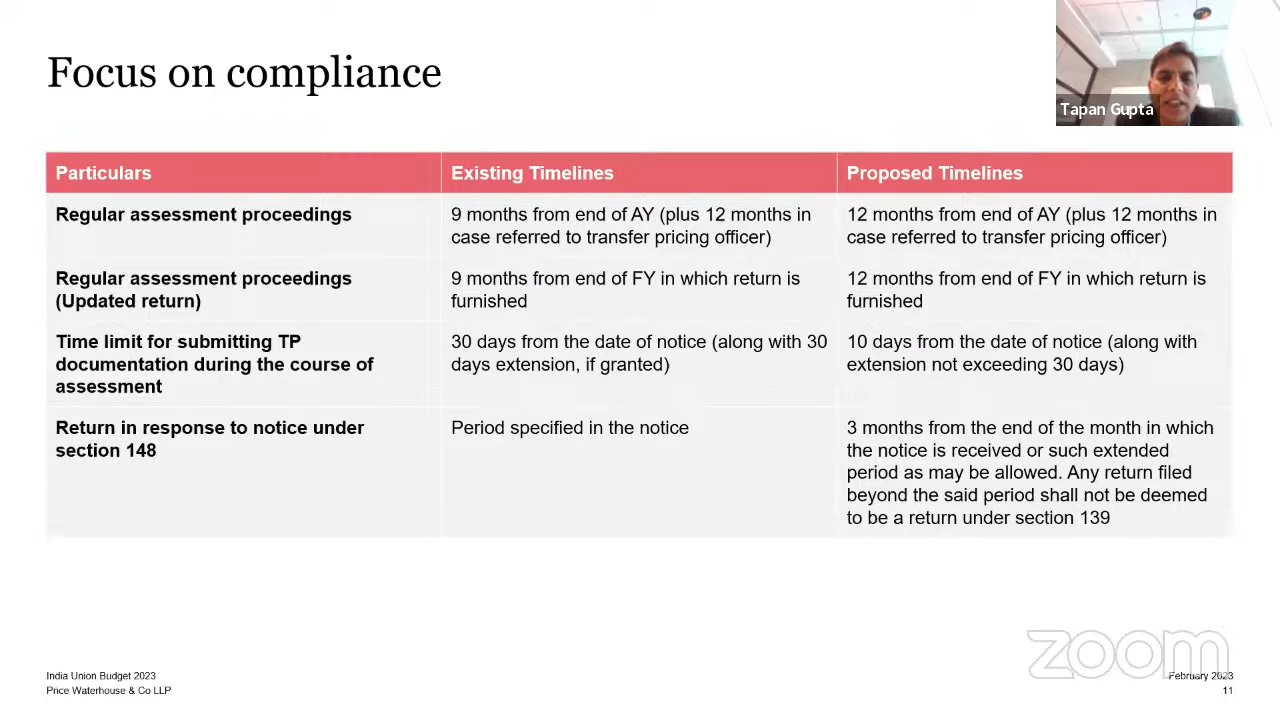 Focus on compliance
Tapan Gupta
Particulars
Existing Timelines
Proposed Timelines
Regular assessment proceedings
9 months from end of AY (plus 12 months in
case referred to transfer pricing officer)
12 months from end of AY (plus 12 months in
case referred to transfer pricing officer)
Regular assessment proceedings
(Updated return)
9 months from end of FY in which return is
furnished
12 months from end of FY in which return is
furnished
Time limit for submitting TP
documentation during the course of
assessment
30 days from the date of notice (along with 30
days extension, if granted)
10 days from the date of notice (along with
extension not exceeding 30 days)
Return in response to notice under
section 148
Period specified in the notice
3 months from the end of the month in which
the notice is received or such extended
period as may be allowed. Any return filed
beyond the said period shall not be deemed
to be a return under section 139
zoom
India Union Budget 2023
Price Waterhouse & Co LLP
February 2023
11